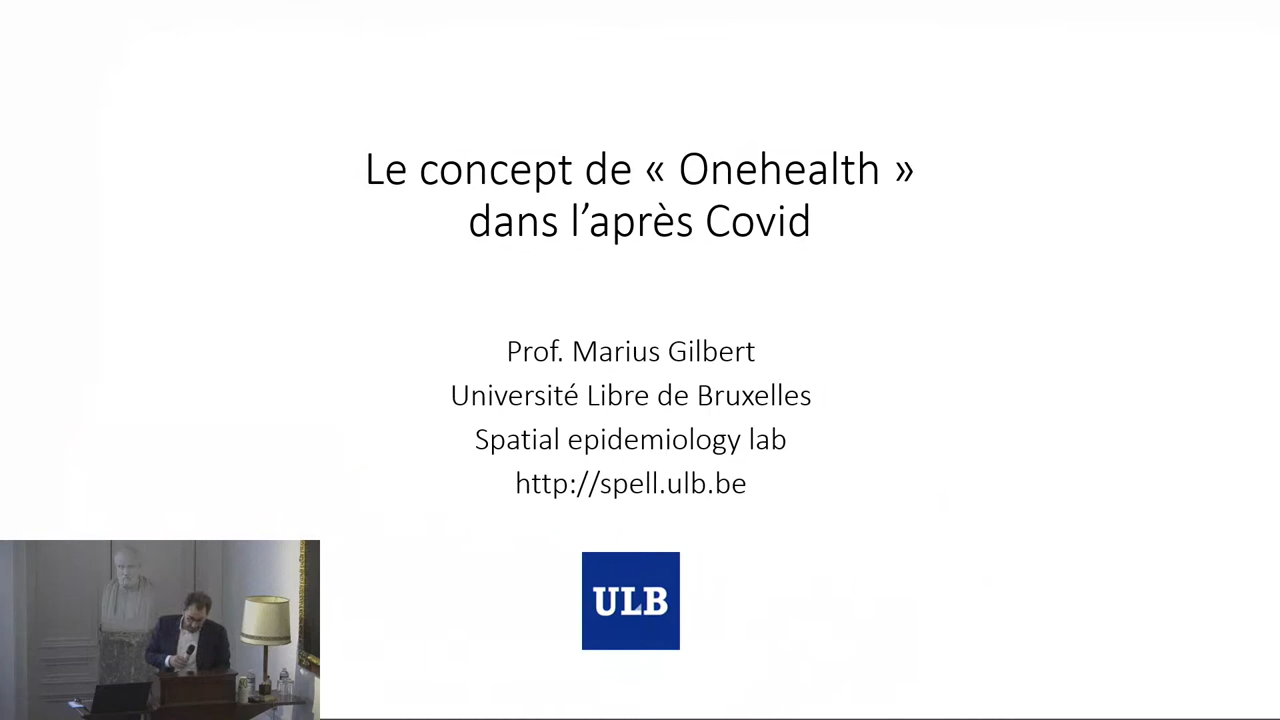 Le concept de « Onehealth »
dans l’après Covid
Prof. Marius Gilbert
Université Libre de Bruxelles
Spatial epidemiology lab
http://spell.ulb.be
ULB